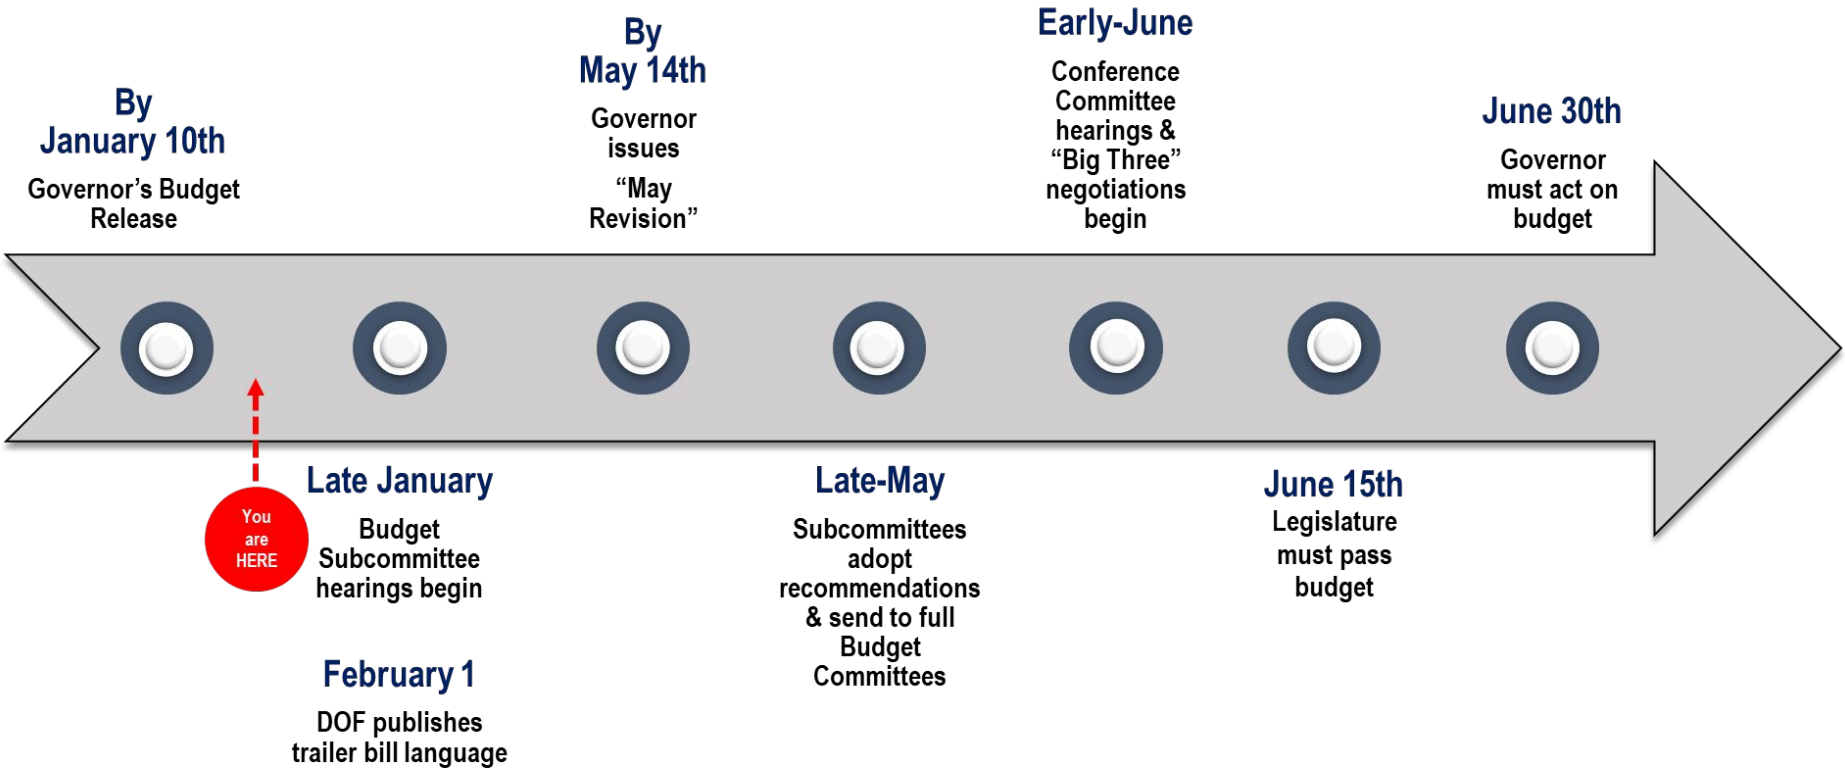 By
January 10th
Governor’s Budget
Release
By
May 14th
Governor
issues
“May
Revision”
Early-June
Conference
Committee
hearings &
“Big Three”
negotiations
begin
June 30th
Governor
must act on
budget
You
are
HERE
Late January
Budget
Subcommittee
hearings begin
February 1
DOF publishes
trailer bill language
Late-May
Subcommittees
adopt
recommendations
& send to full
Budget
Committees
June 15th
Legislature
must pass
budget